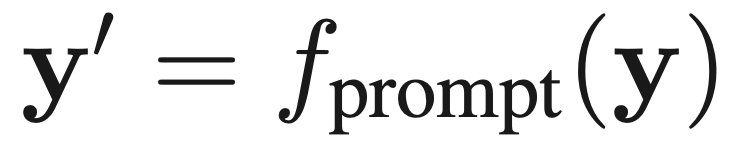 y′ = f_prompt(y)